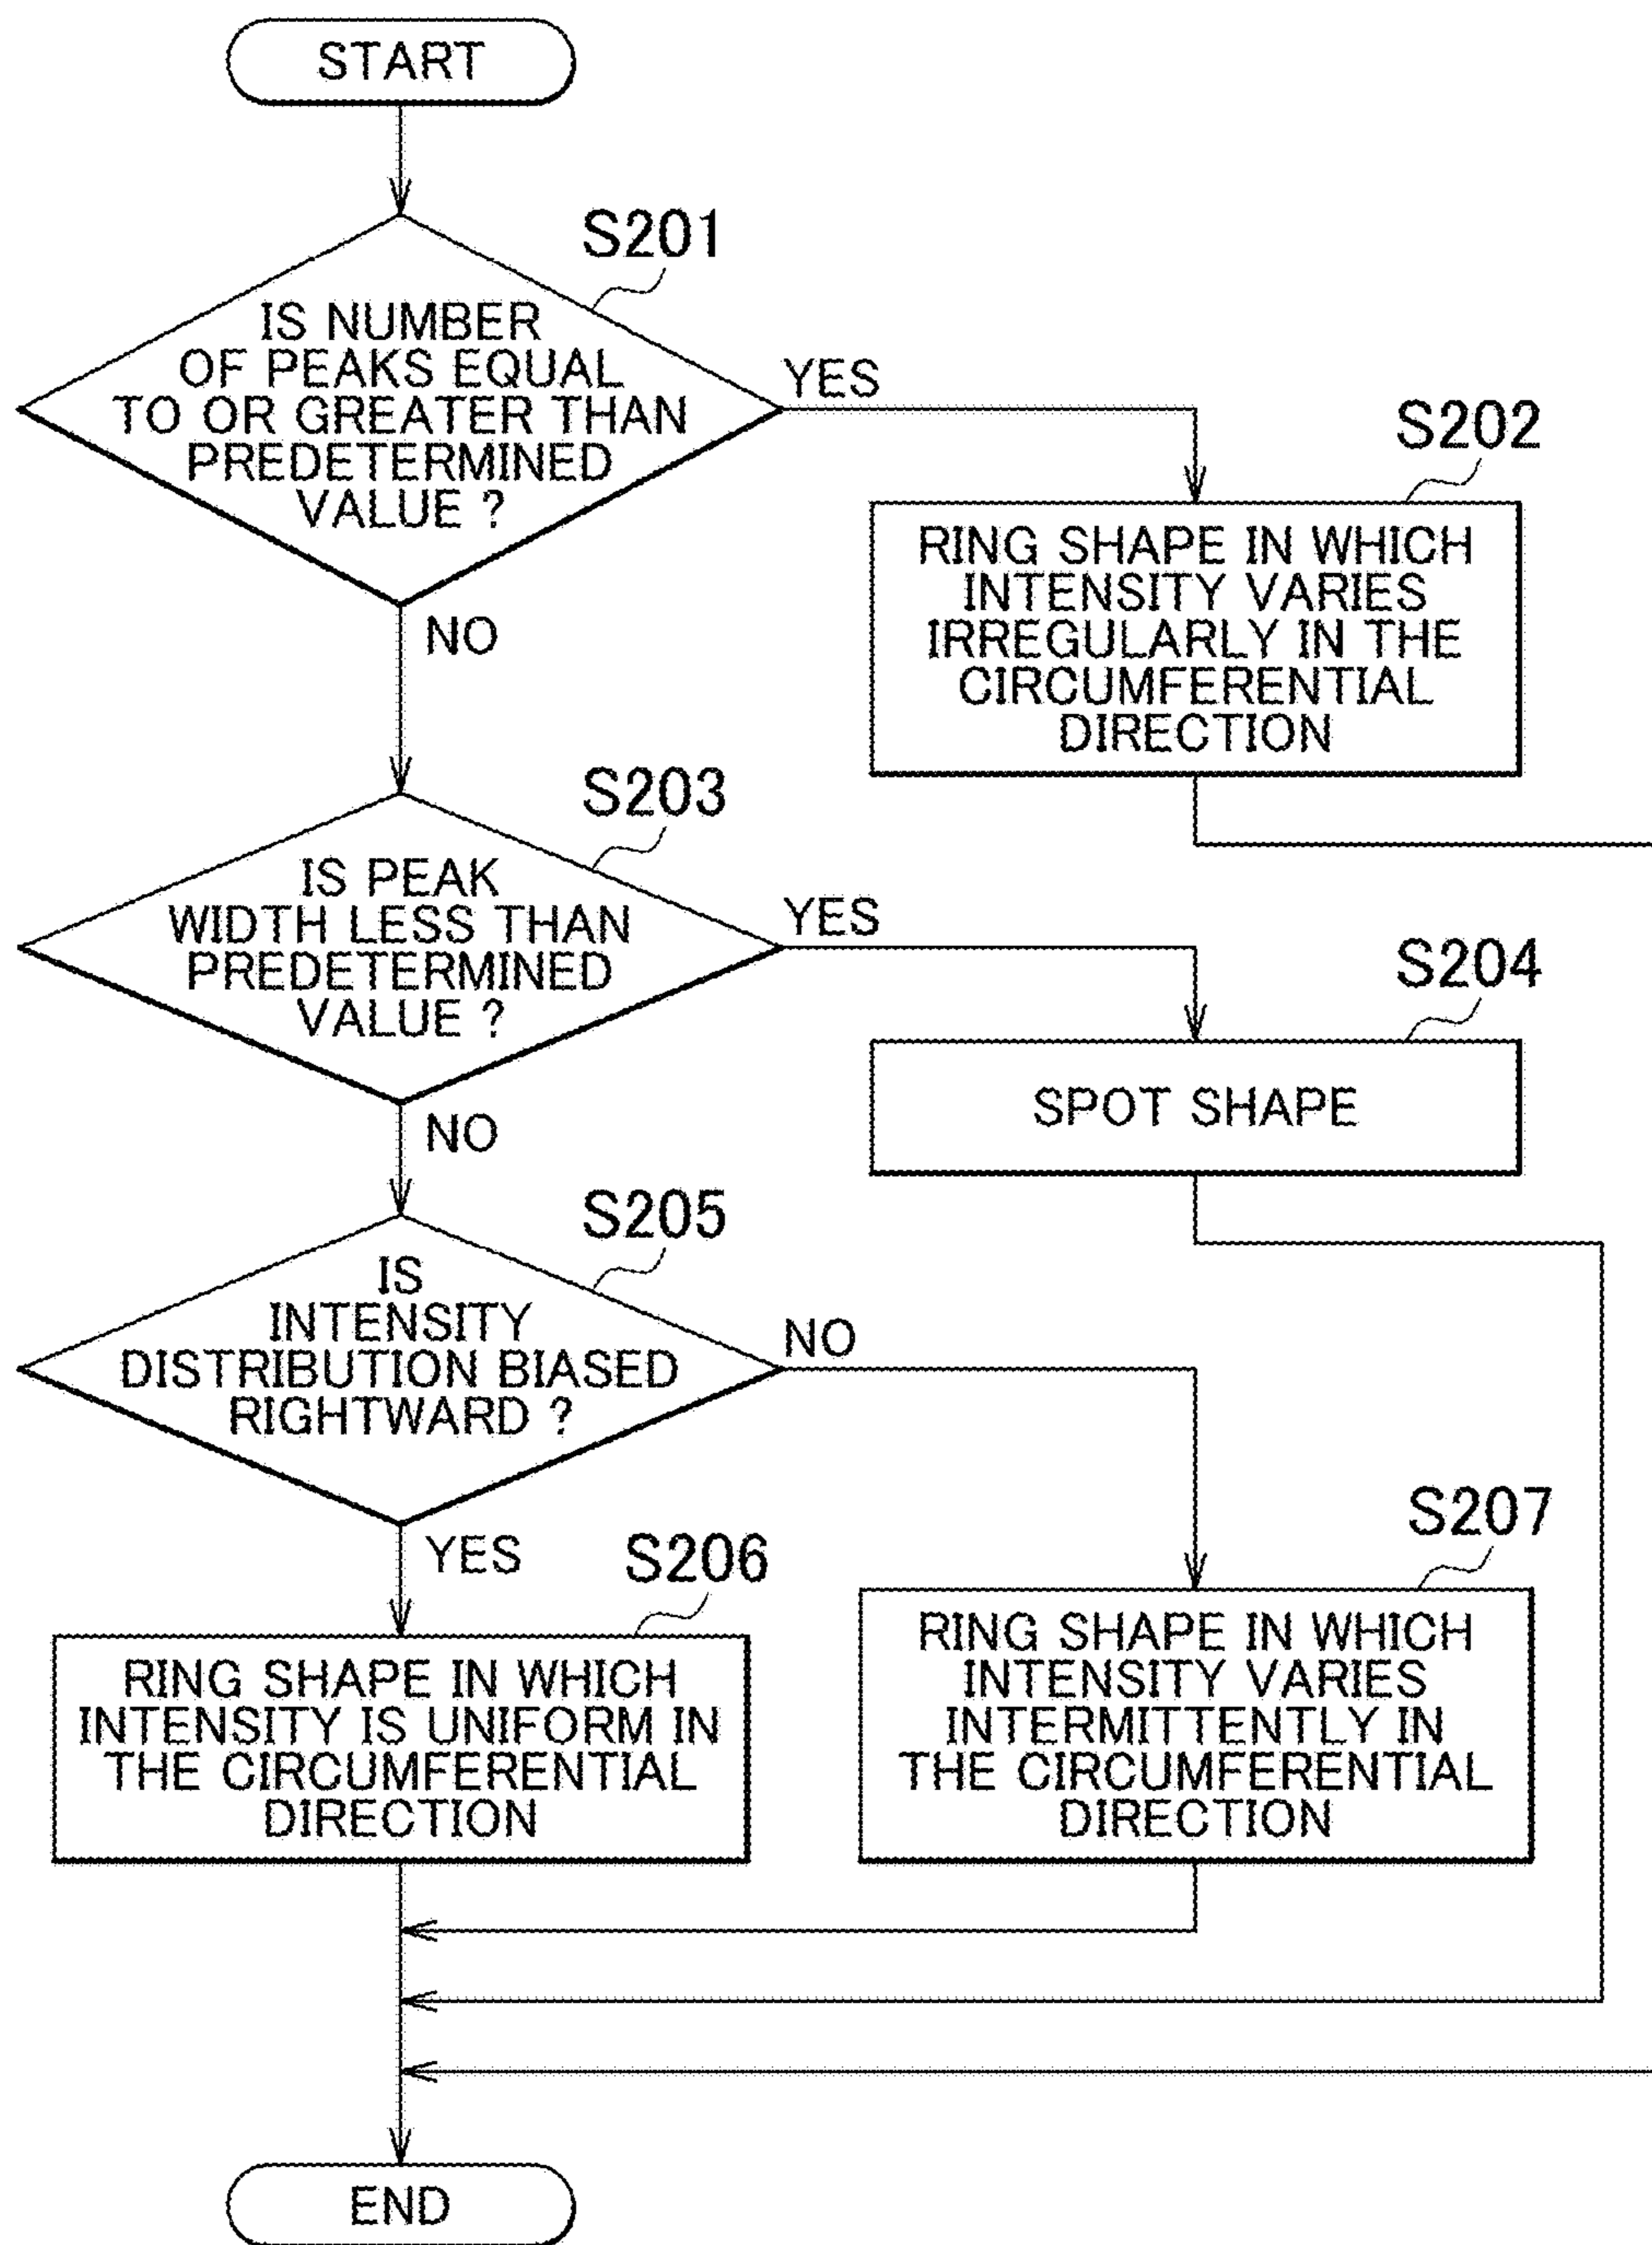 START
S201
IS NUMBER
OF PEAKS EQUAL
TO OR GREATER THAN
PREDETERMINED
VALUE ?
YES
NO
S202
RING SHAPE IN WHICH
INTENSITY VARIES
IRREGULARLY IN THE
CIRCUMFERENTIAL
DIRECTION
S203
IS PEAK
WIDTH LESS THAN
PREDETERMINED
VALUE ?
YES
NO
S204
SPOT SHAPE
S205
IS
INTENSITY
DISTRIBUTION BIASED
RIGHTWARD ?
NO
YES
S206
RING SHAPE IN WHICH
INTENSITY IS UNIFORM IN
THE CIRCUMFERENTIAL
DIRECTION
S207
RING SHAPE IN WHICH
INTENSITY VARIES
INTERMITTENTLY IN
THE CIRCUMFERENTIAL
DIRECTION
END